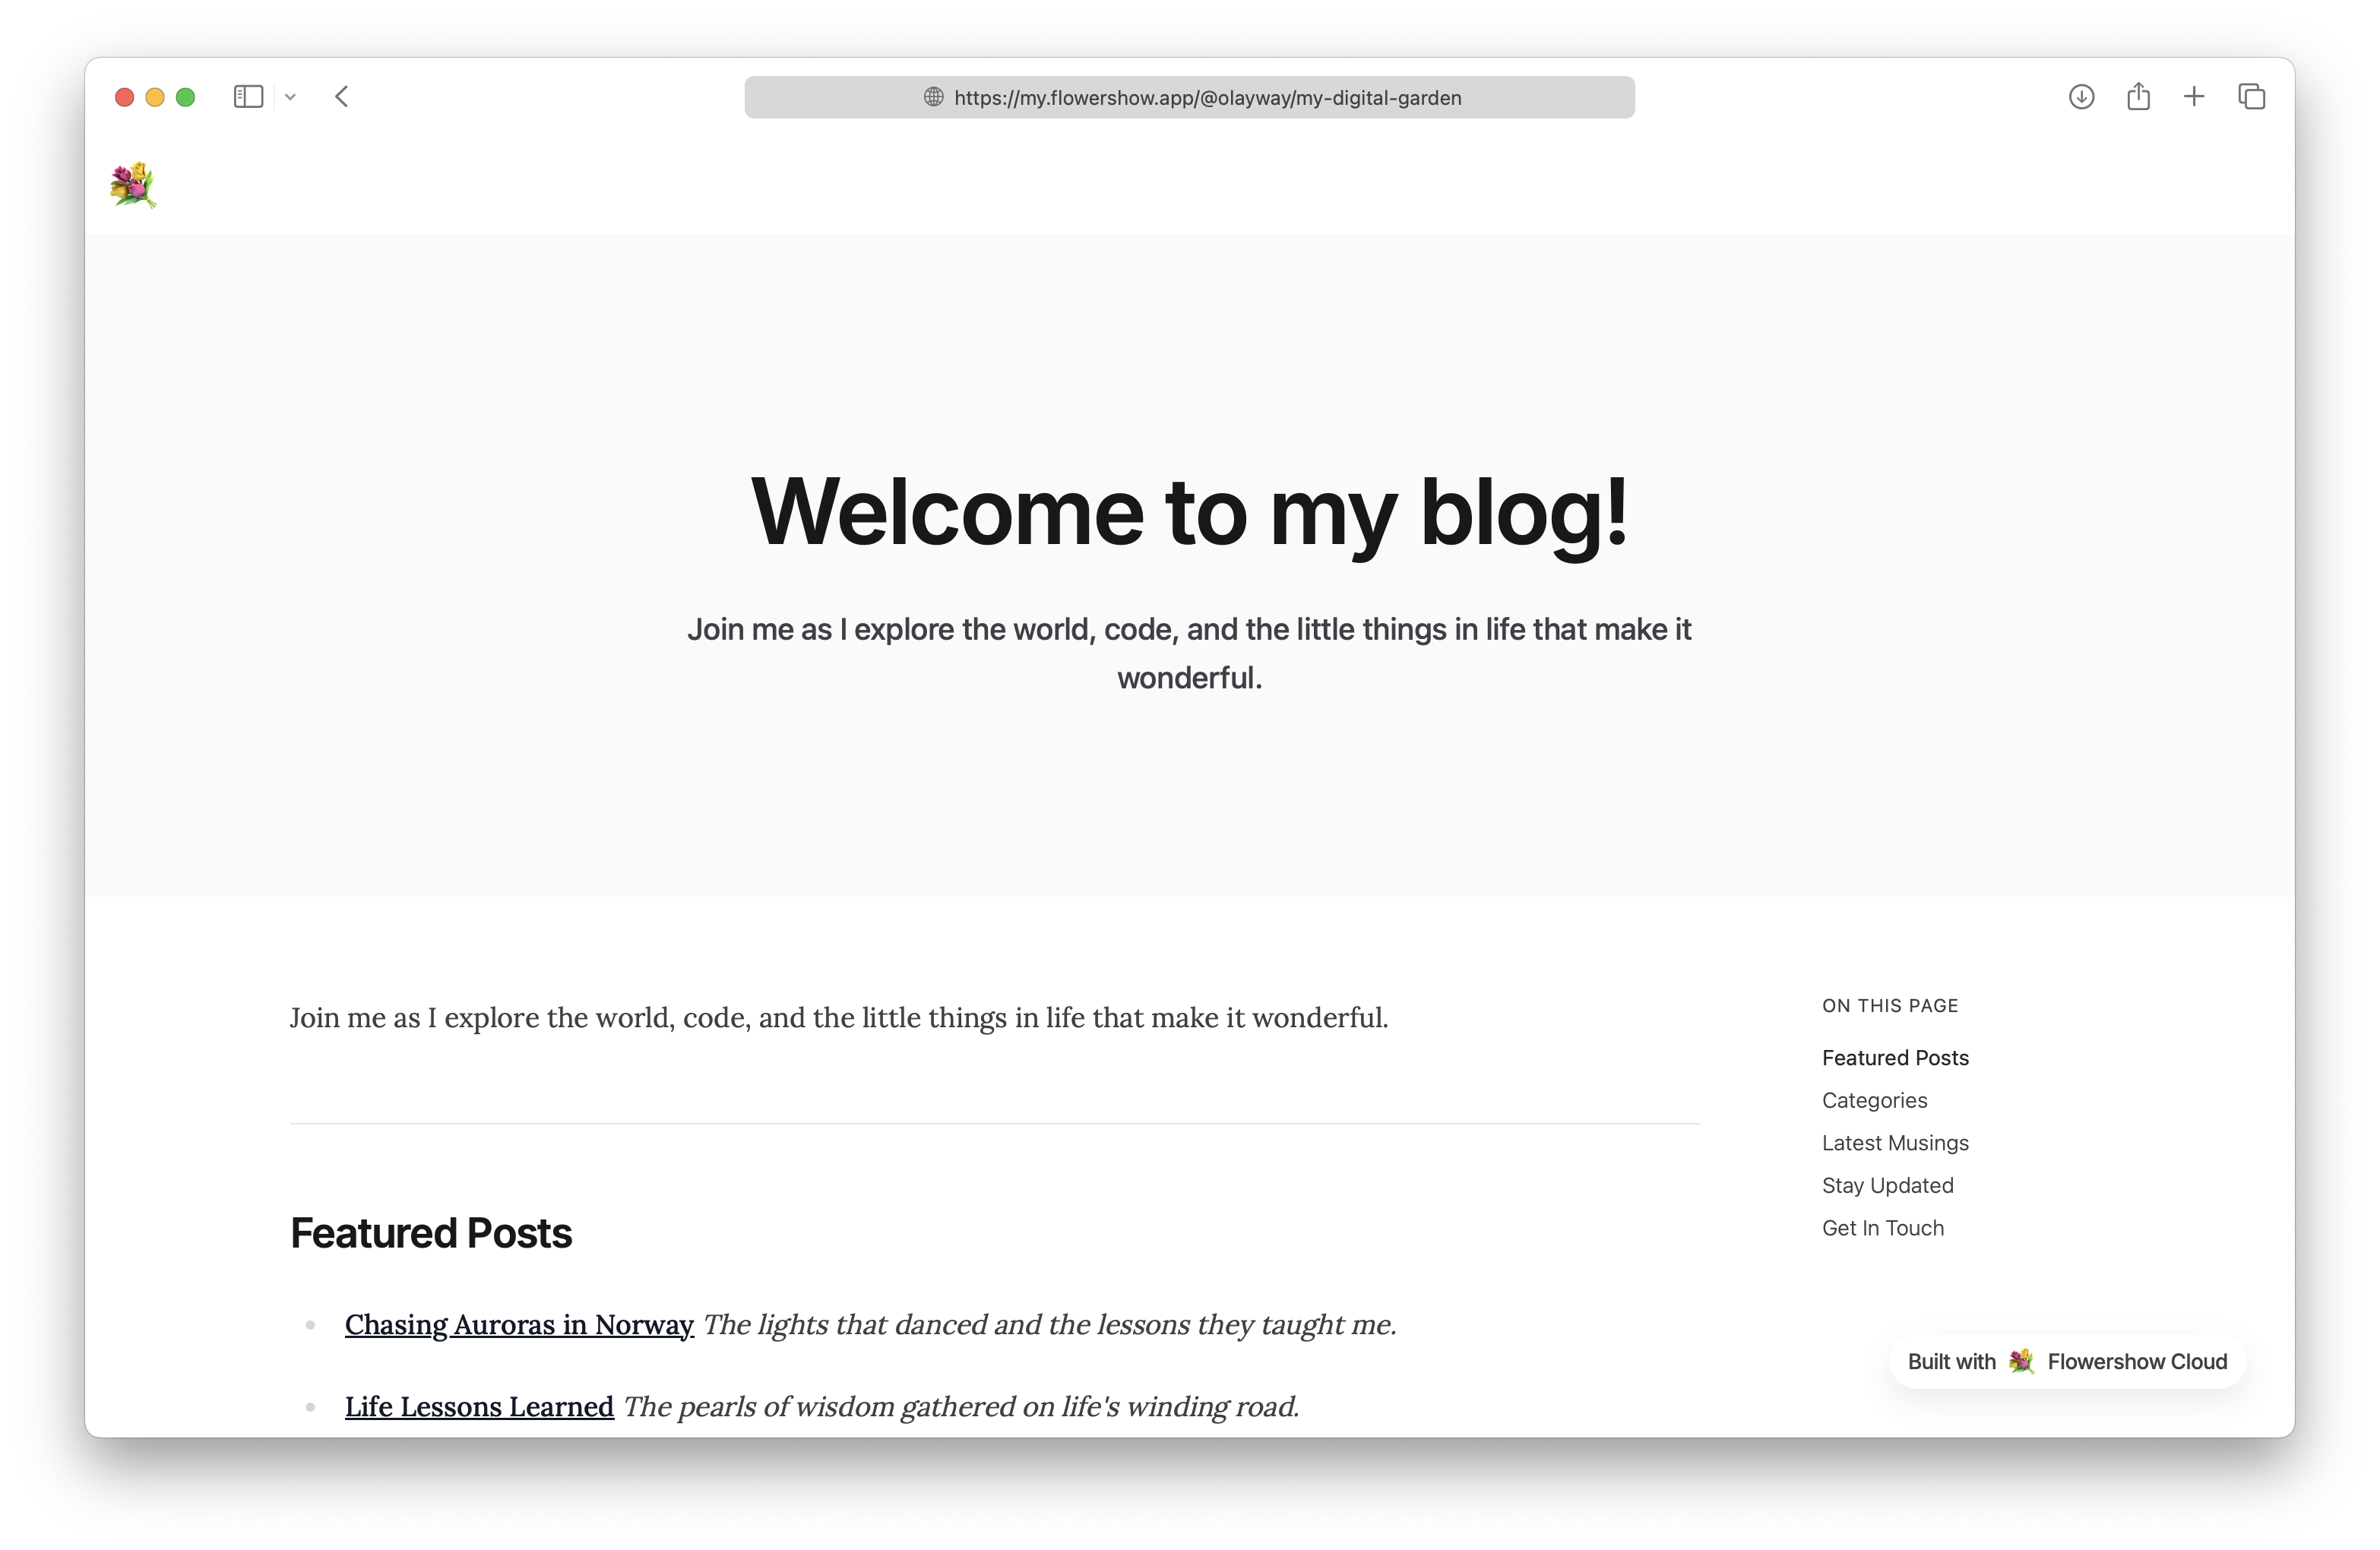 https://my.flowershow.app/@olayway/my-digital-garden
Welcome to my blog!
Join me as I explore the world, code, and the little things in life that make it
wonderful.
Join me as I explore the world, code, and the little things in life that make it wonderful.
Featured Posts
Chasing Auroras in Norway The lights that danced and the lessons they taught me.
Life Lessons Learned The pearls of wisdom gathered on life's winding road.
ON THIS PAGE
Featured Posts
Categories
Latest Musings
Stay Updated
Get In Touch
Built with Flowershow Cloud